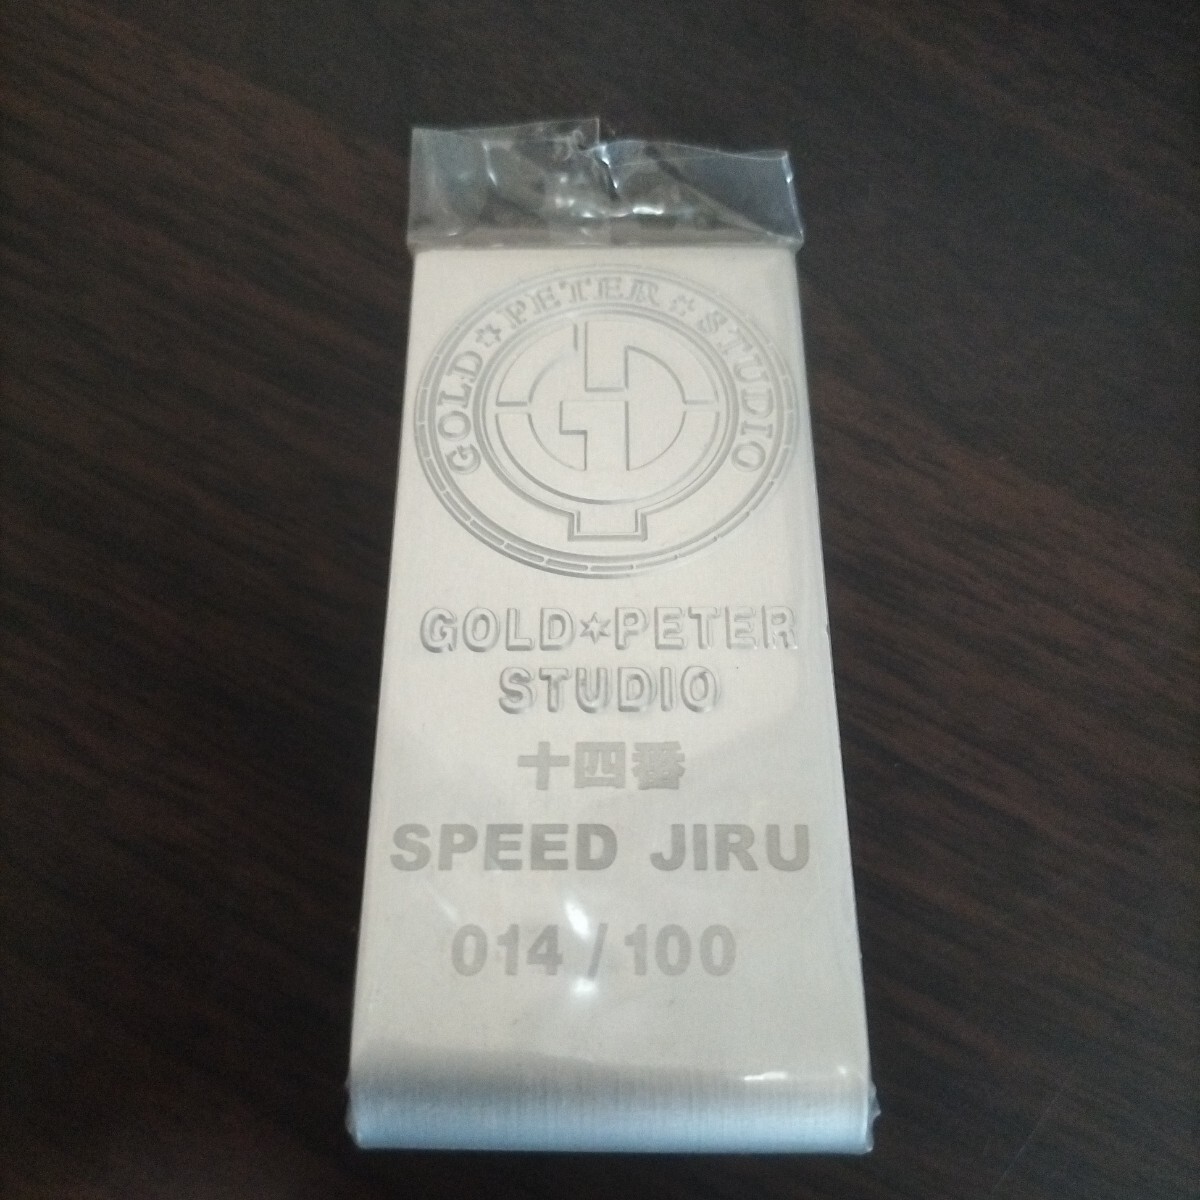 GOLD☆PETER☆STUDIO
GOLD☆PETER
STUDIO
十四番
SPEED JIRU
014/100